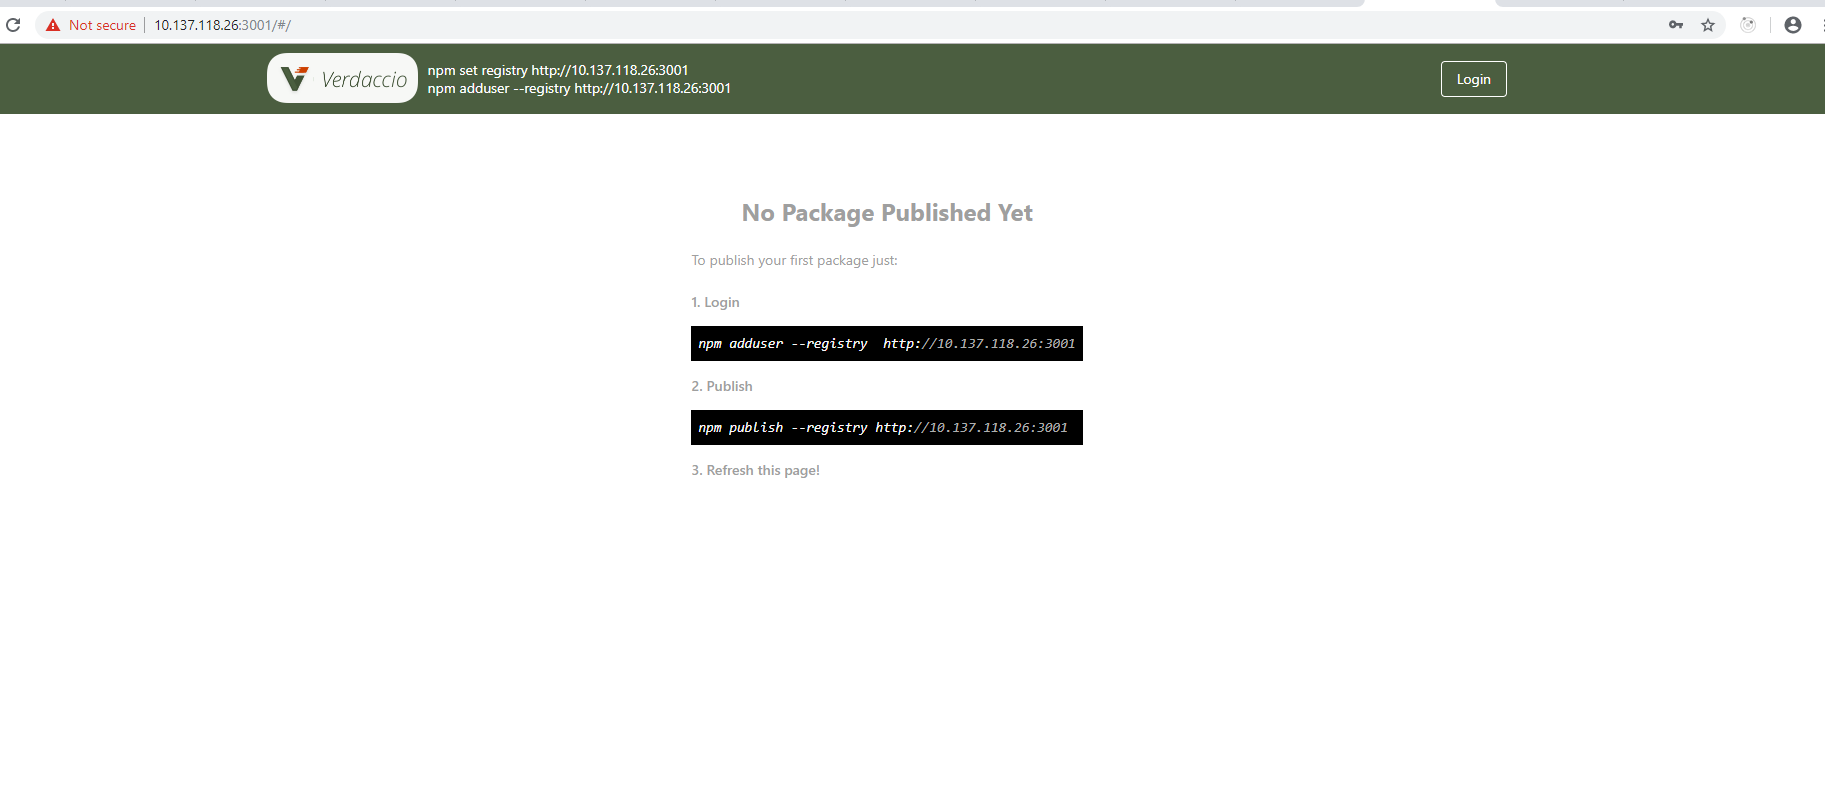 Not secure 10.137.118.26:3001/#/
Verdaccio
npm set registry http://10.137.118.26:3001
npm adduser --registry http://10.137.118.26:3001
Login
No Package Published Yet
To publish your first package just:
1. Login
npm adduser --registry  http://10.137.118.26:3001
2. Publish
npm publish --registry http://10.137.118.26:3001
3. Refresh this page!